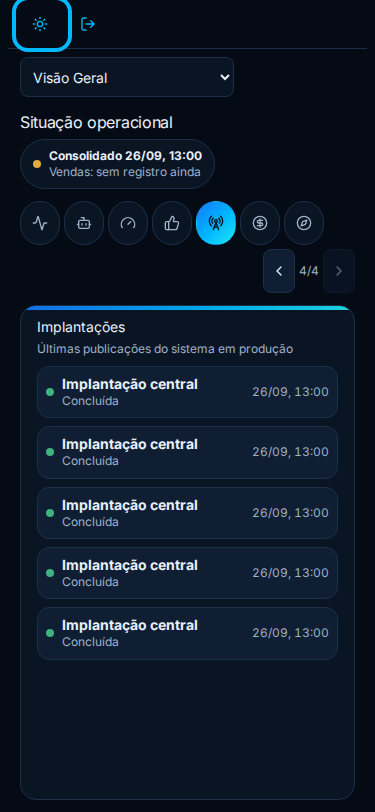 Visão Geral
Situação operacional
Consolidado 26/09, 13:00
Vendas: sem registro ainda
4/4
Implantações
Últimas publicações do sistema em produção
Implantação central
Concluída
26/09, 13:00
Implantação central
Concluída
26/09, 13:00
Implantação central
Concluída
26/09, 13:00
Implantação central
Concluída
26/09, 13:00
Implantação central
Concluída
26/09, 13:00